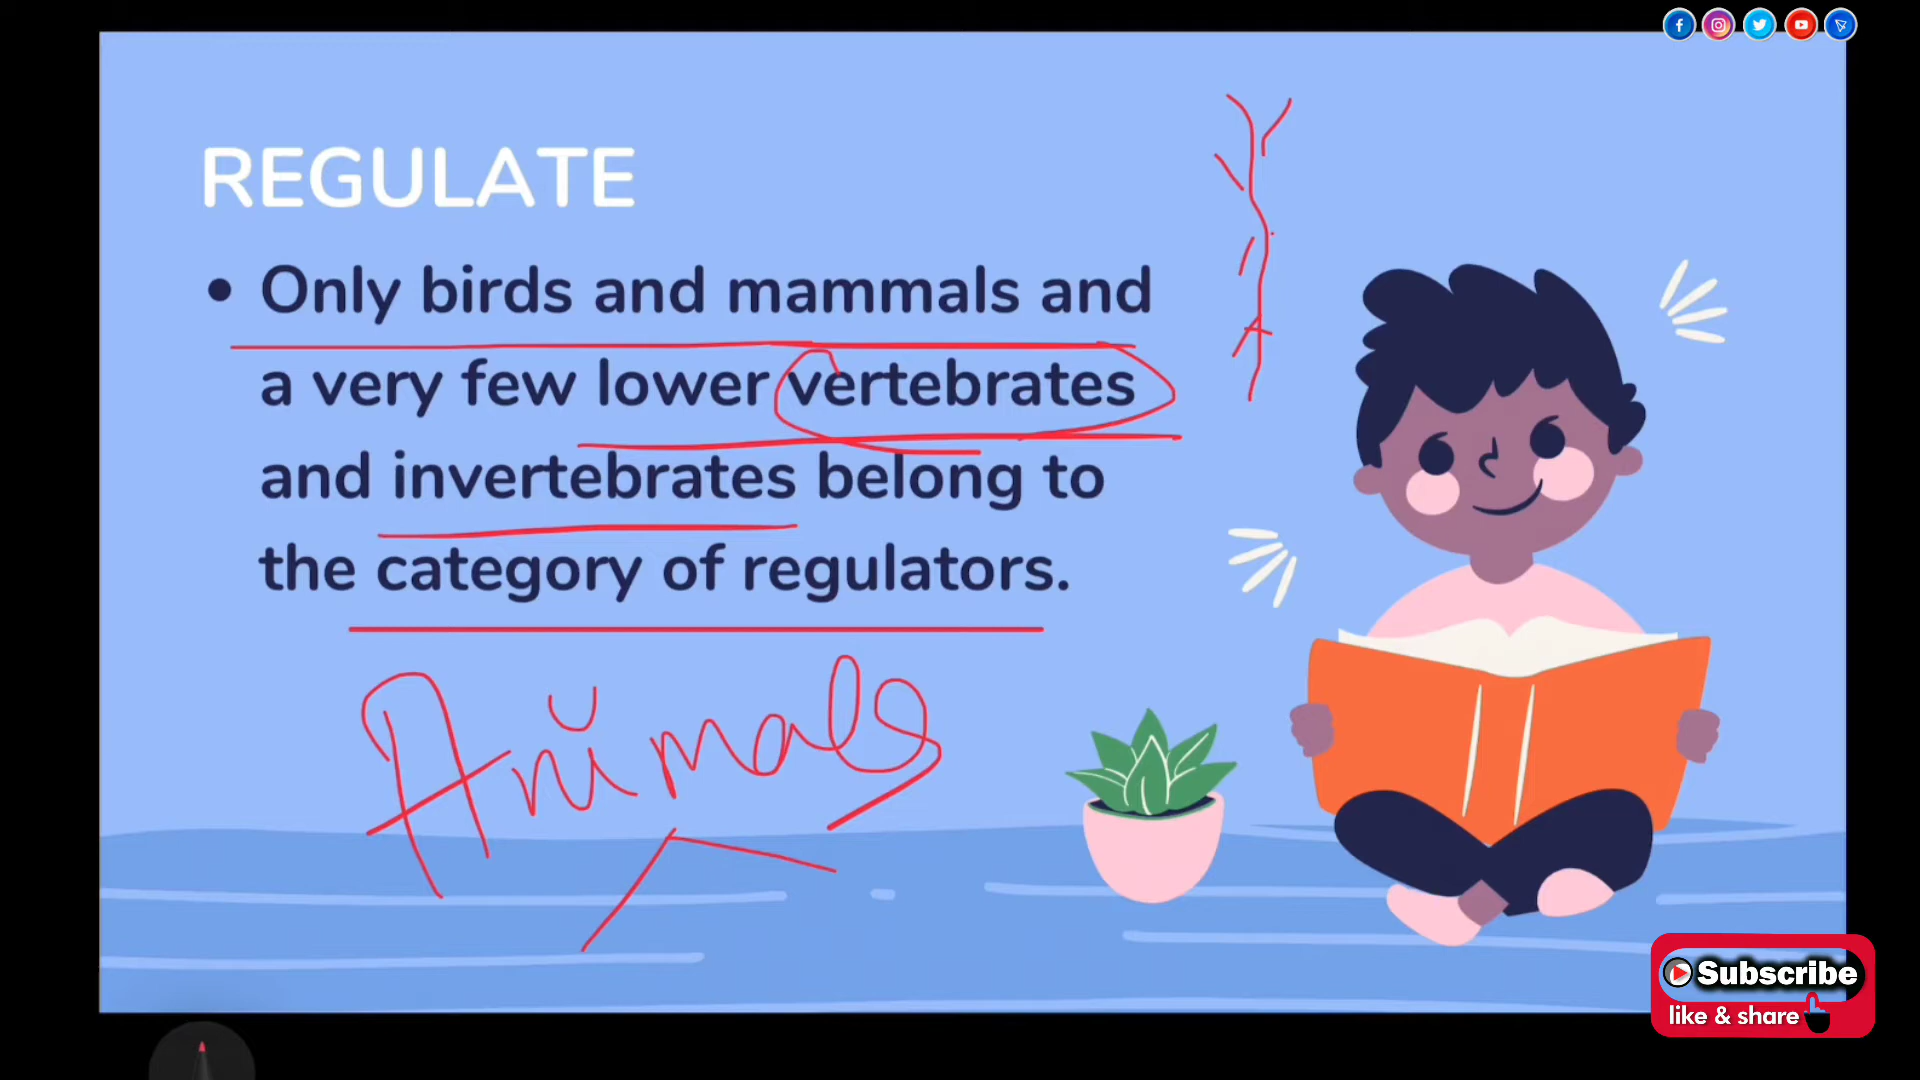 REGULATE
• Only birds and mammals and
a very few lower vertebrates
and invertebrates belong to
the category of regulators.
Animals
Subscribe
like & share